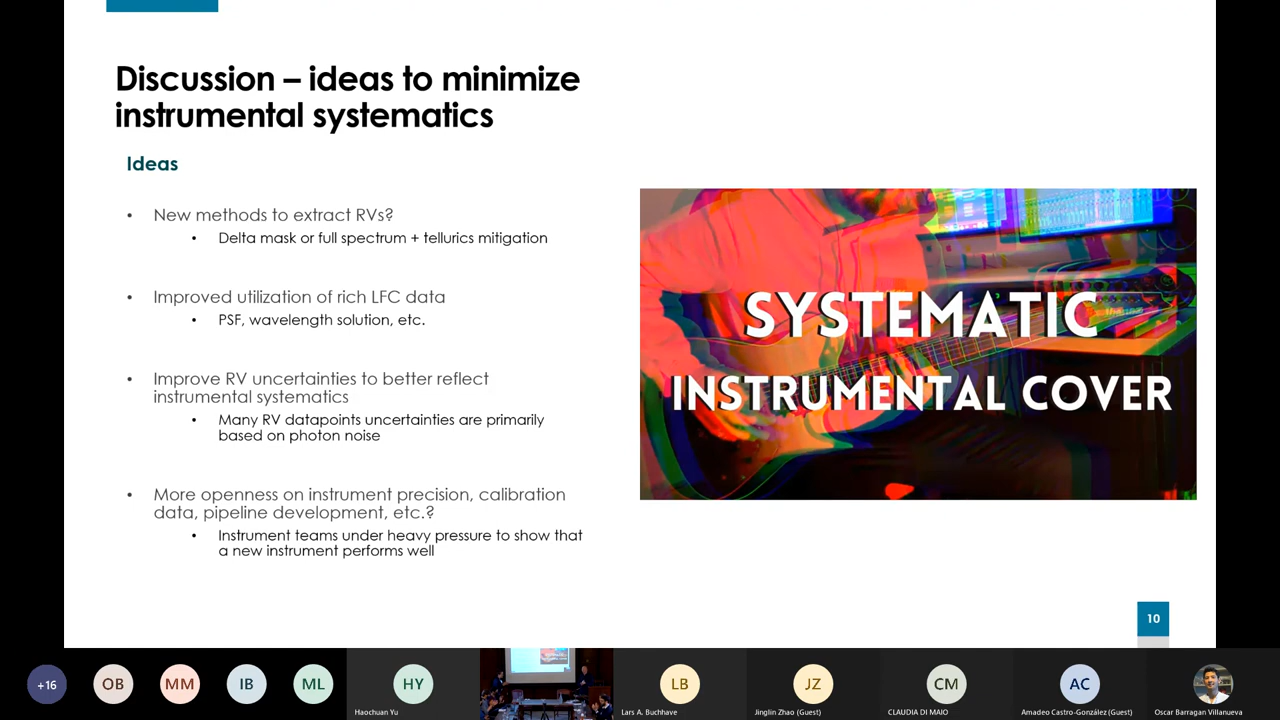 Discussion – ideas to minimize
instrumental systematics
Ideas
• New methods to extract RVs?
• Delta mask or full spectrum + tellurics mitigation
• Improved utilization of rich LFC data
• PSF, wavelength solution, etc.
• Improve RV uncertainties to better reflect
instrumental systematics
• Many RV datapoints uncertainties are primarily
based on photon noise
• More openness on instrument precision, calibration
data, pipeline development, etc.?
• Instrument teams under heavy pressure to show that
a new instrument performs well
SYSTEMATIC
INSTRUMENTAL COVER
10
+16
OB
MM
IB
ML
HY
Haochuan Yu
LB
Lars A. Buchhave
JZ
Jinglin Zhao (Guest)
CM
CLAUDIA DI MAIO
AC
Amadeo Castro-González (Guest)
Oscar Barragan Villanueva